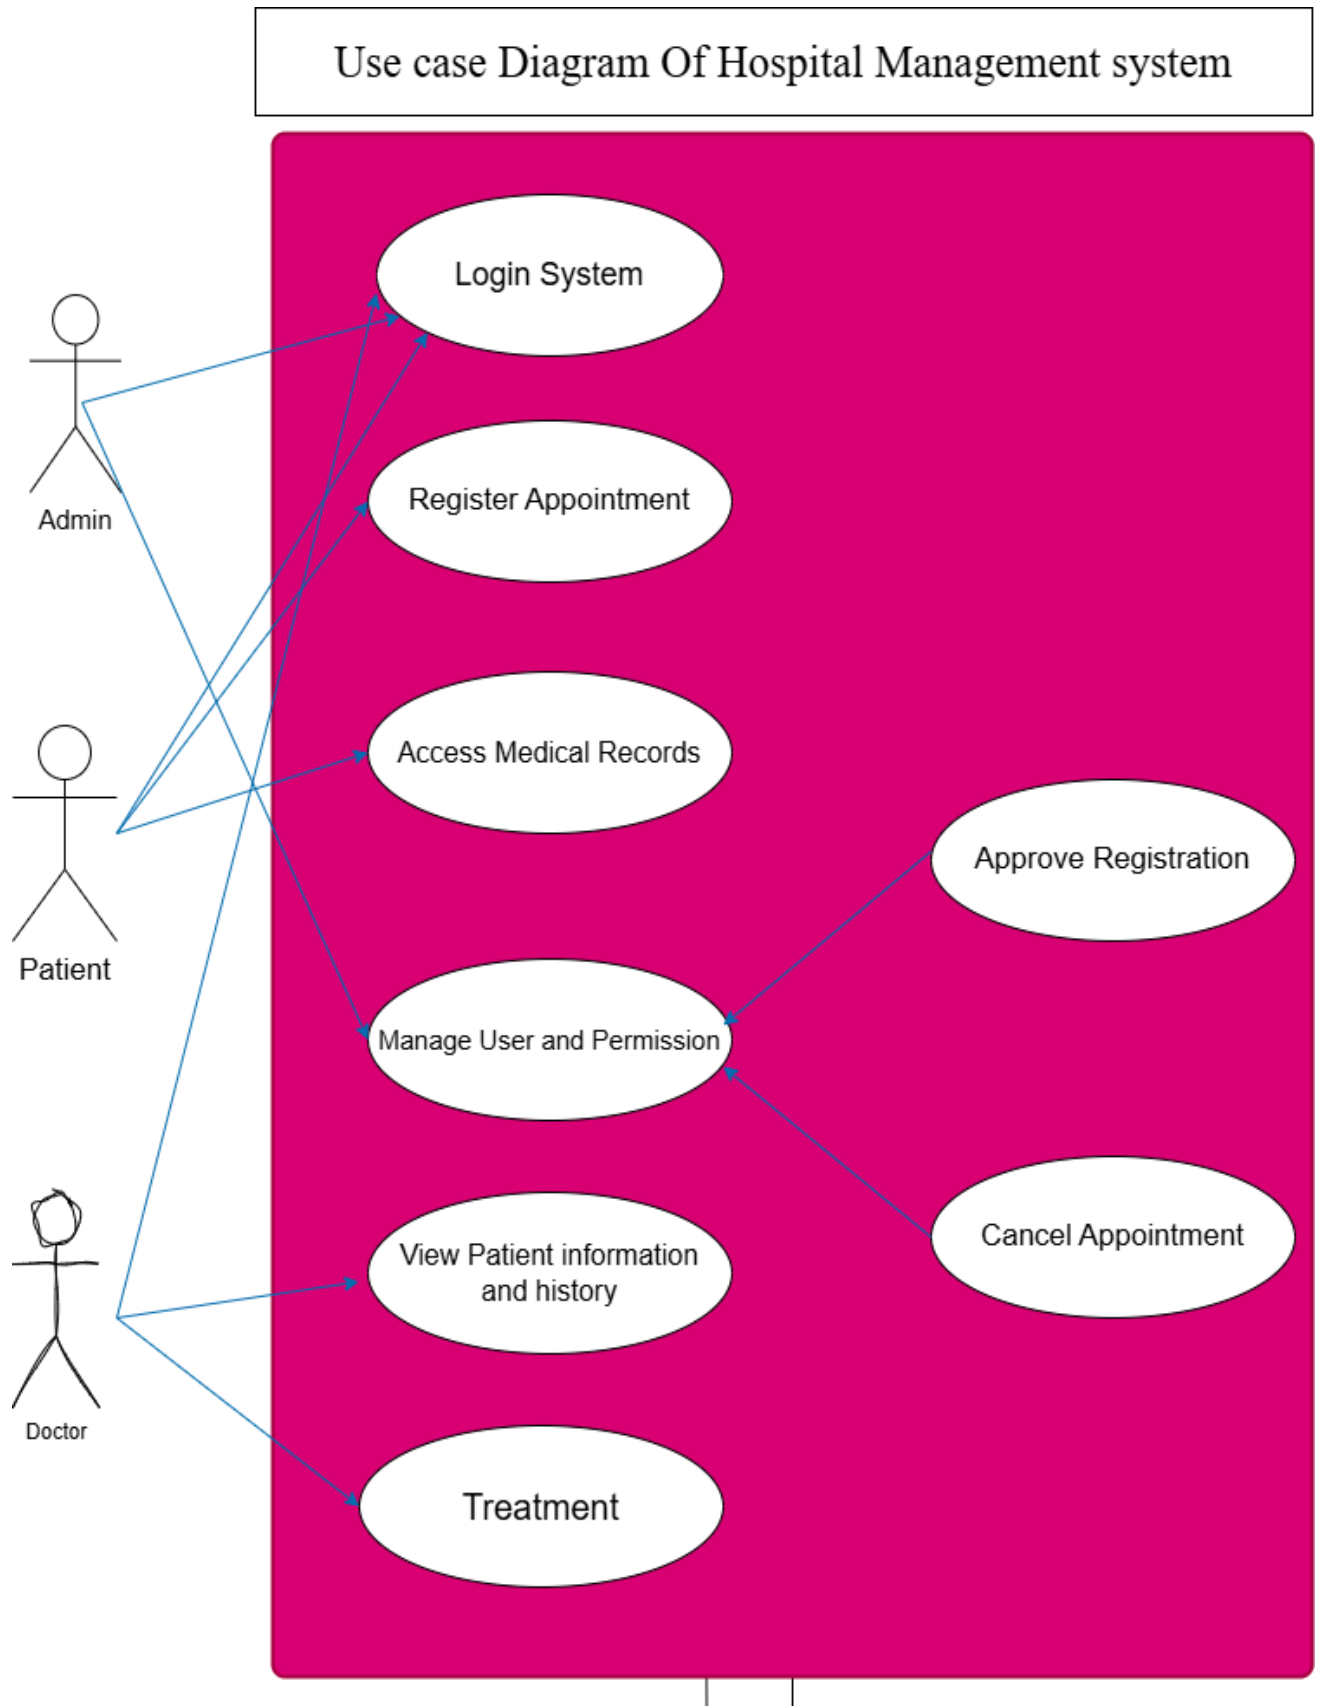 Use case Diagram Of Hospital Management system
Login System
Admin
Register Appointment
Access Medical Records
Patient
Approve Registration
Manage User and Permission
View Patient information
and history
Cancel Appointment
Doctor
Treatment